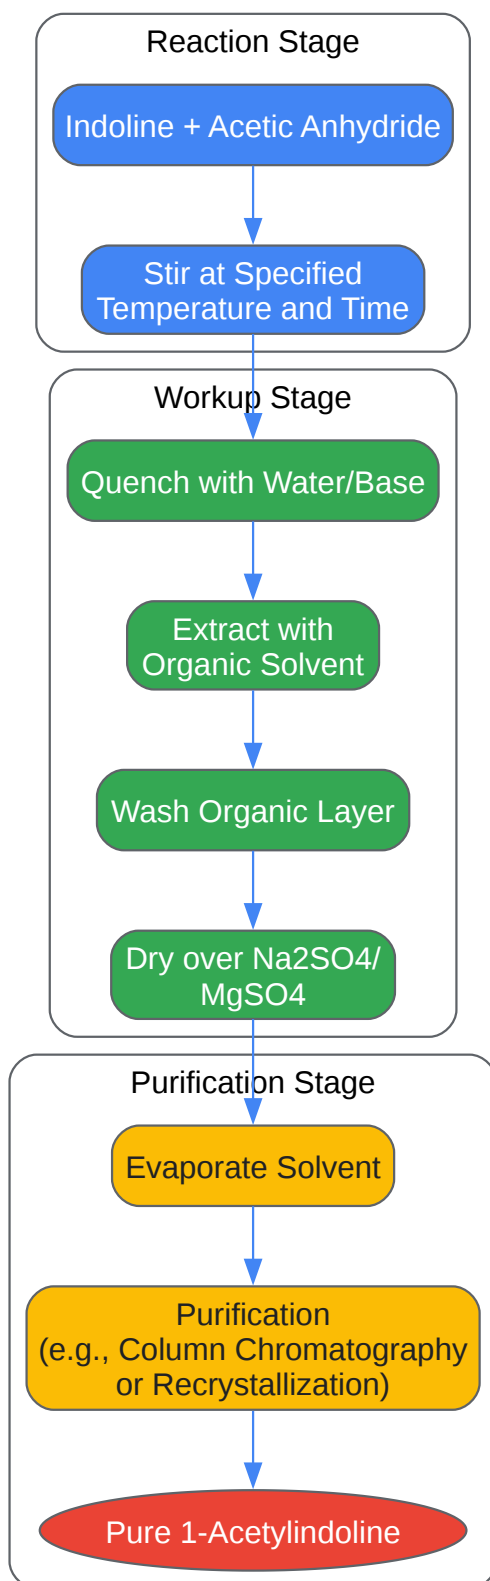 Reaction Stage
Indoline + Acetic Anhydride
Stir at Specified
Temperature and Time
Workup Stage
Quench with Water/Base
Extract with
Organic Solvent
Wash Organic Layer
Dry over Na2SO4/
MgSO4
Purification Stage
Evaporate Solvent
Purification
(e.g., Column Chromatography
or Recrystallization)
Pure 1-Acetylindoline